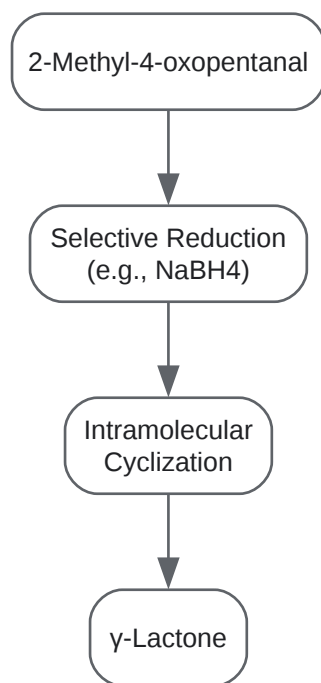 2-Methyl-4-oxopentanal
Selective Reduction
(e.g., NaBH4)
Intramolecular
Cyclization
γ-Lactone